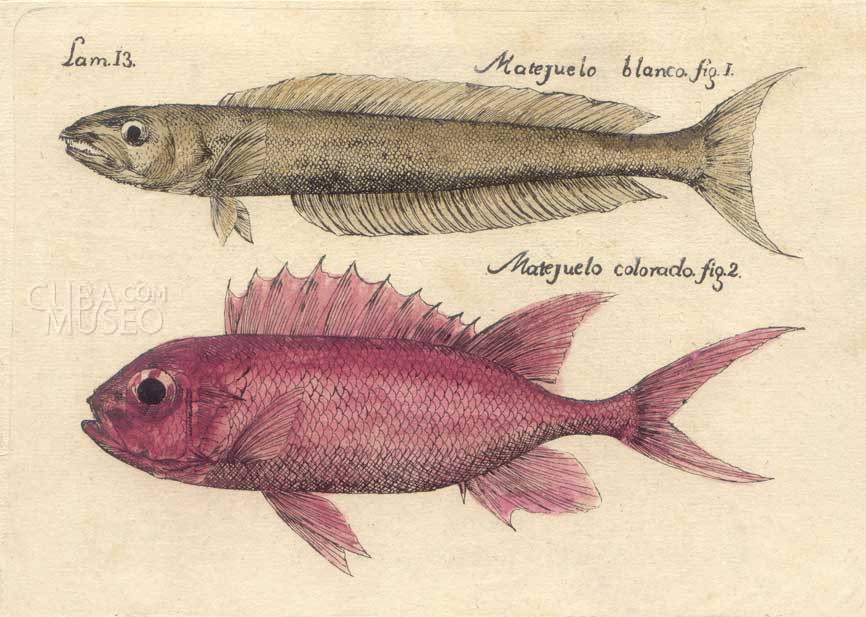 Lam. 13.
Matejuelo blanco. fig. 1.
Matejuelo colorado. fig. 2.
CUBA.COM
MUSEO